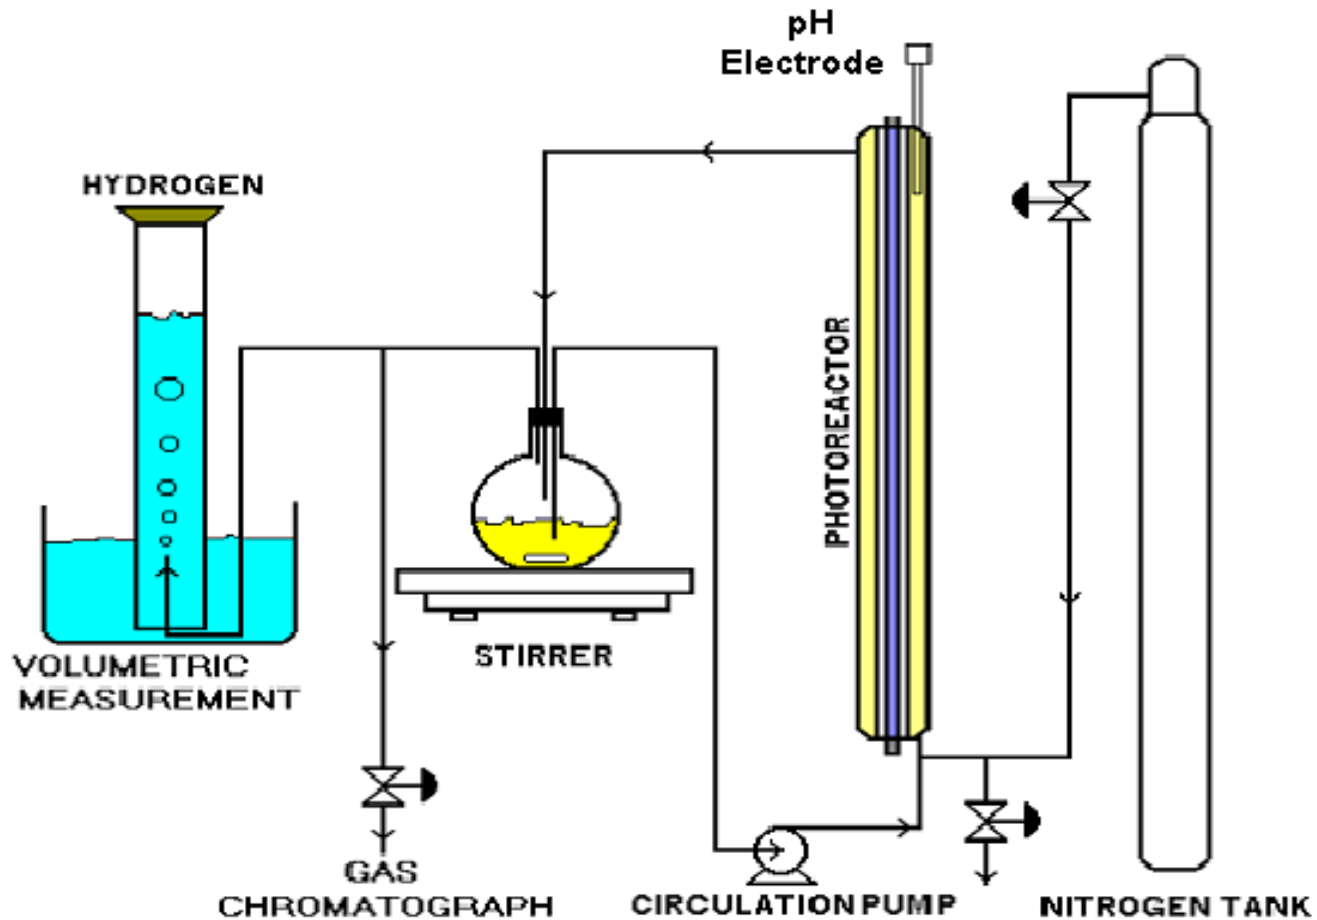 pH
Electrode
HYDROGEN
PHOTOREACTOR
STIRRER
VOLUMETRIC
MEASUREMENT
GAS
CHROMATOGRAPH
CIRCULATION PUMP
NITROGEN TANK